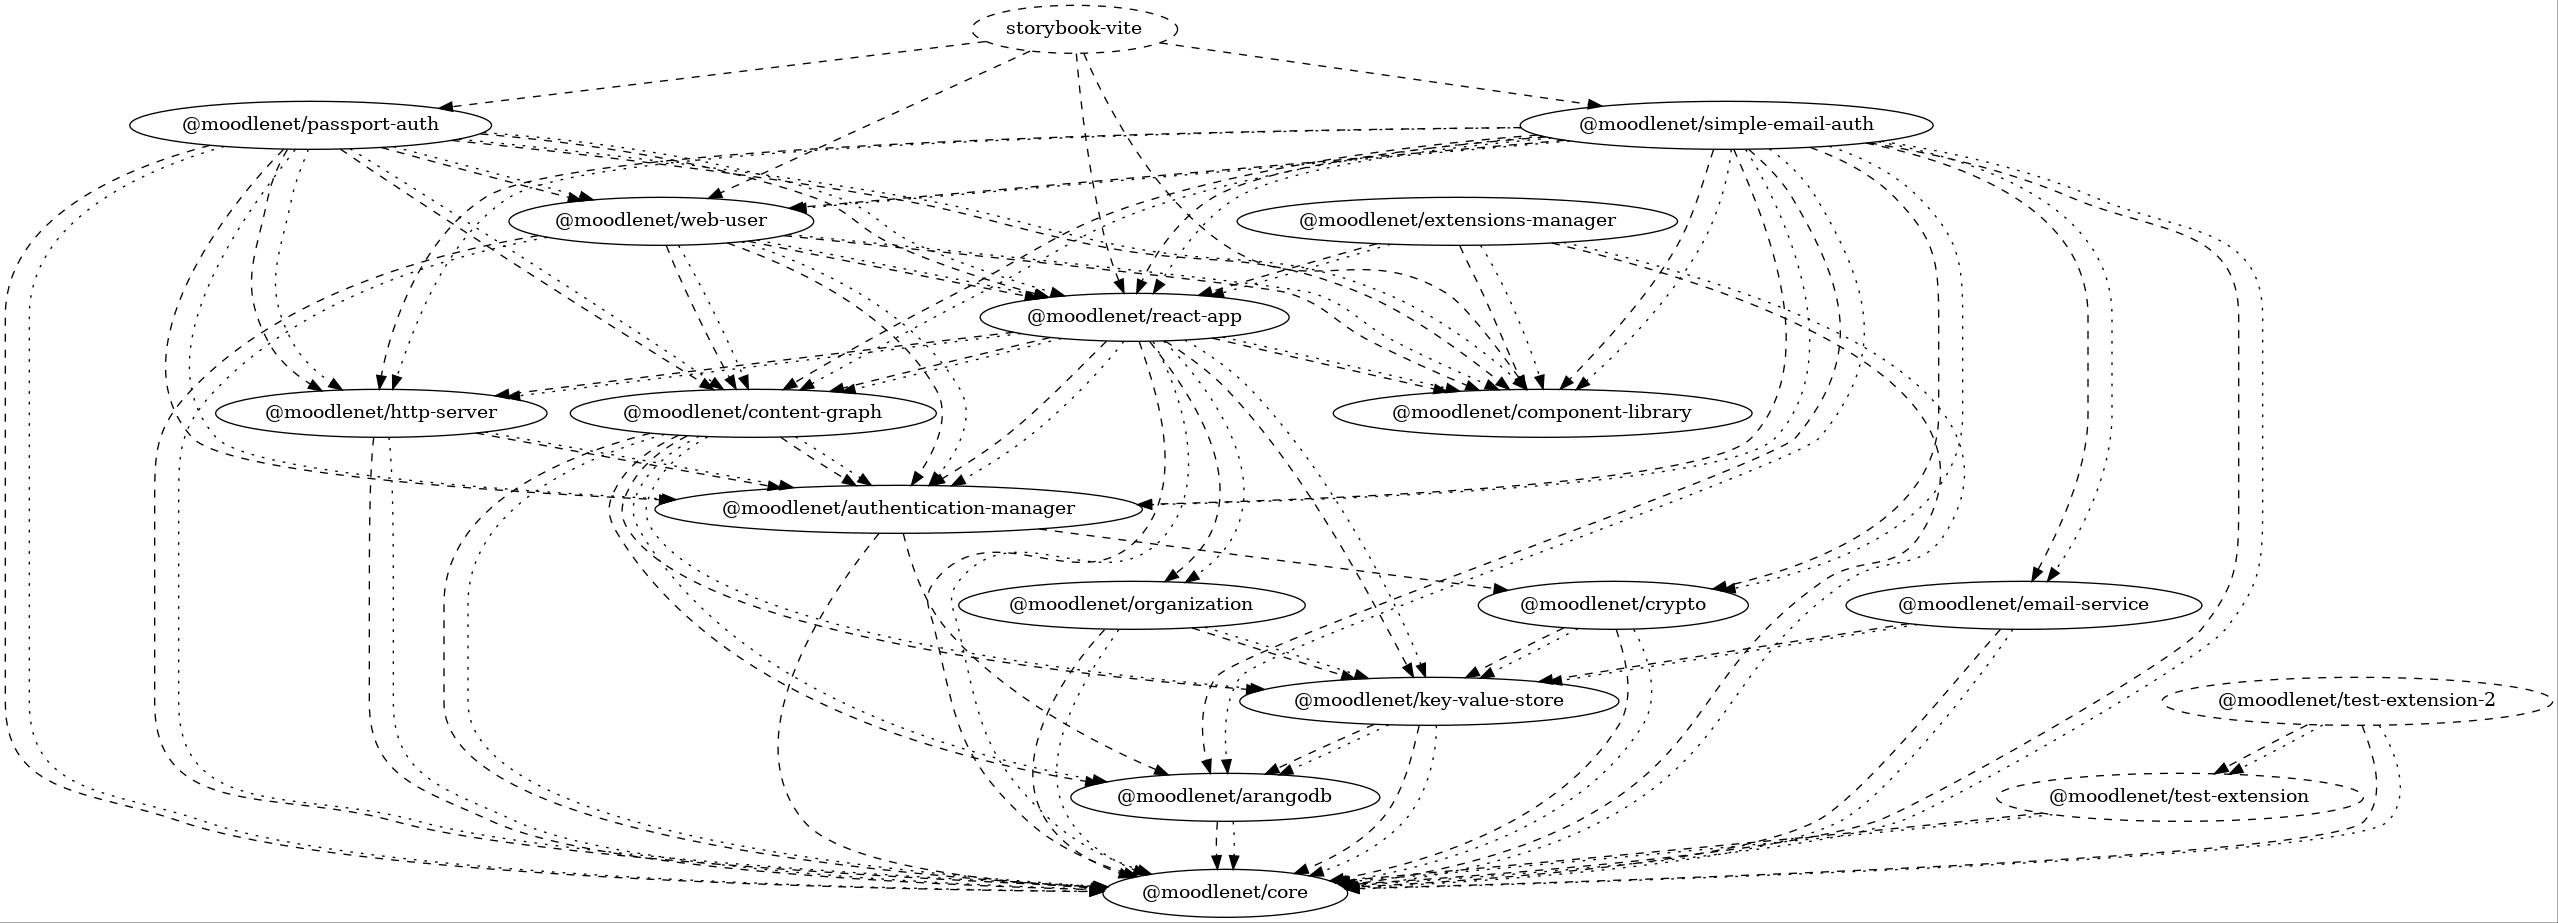 storybook-vite
@moodlenet/passport-auth
@moodlenet/simple-email-auth
@moodlenet/web-user
@moodlenet/extensions-manager
@moodlenet/react-app
@moodlenet/http-server
@moodlenet/content-graph
@moodlenet/component-library
@moodlenet/authentication-manager
@moodlenet/organization
@moodlenet/crypto
@moodlenet/email-service
@moodlenet/key-value-store
@moodlenet/test-extension-2
@moodlenet/arangodb
@moodlenet/test-extension
@moodlenet/core